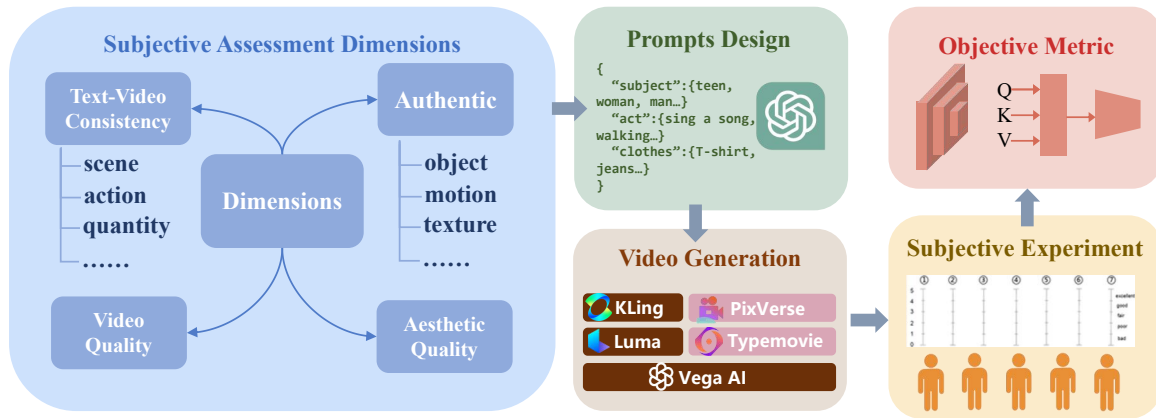 Subjective Assessment Dimensions
Text-Video
Consistency
scene
action
quantity
......
Authentic
object
motion
texture
......
Dimensions
Video
Quality
Aesthetic
Quality
Prompts Design
{
“subject”:{teen,
woman, man…}
“act”:{sing a song,
walking…}
“clothes”:{T-shirt,
jeans…}
}
Video Generation
KLing
PixVerse
Luma
Typemovie
Vega AI
Objective Metric
Q
K
V
Subjective Experiment
① ② ③ ④ ⑤ ⑥ ⑦
5
4
3
2
1
0
excellent
good
fair
poor
bad